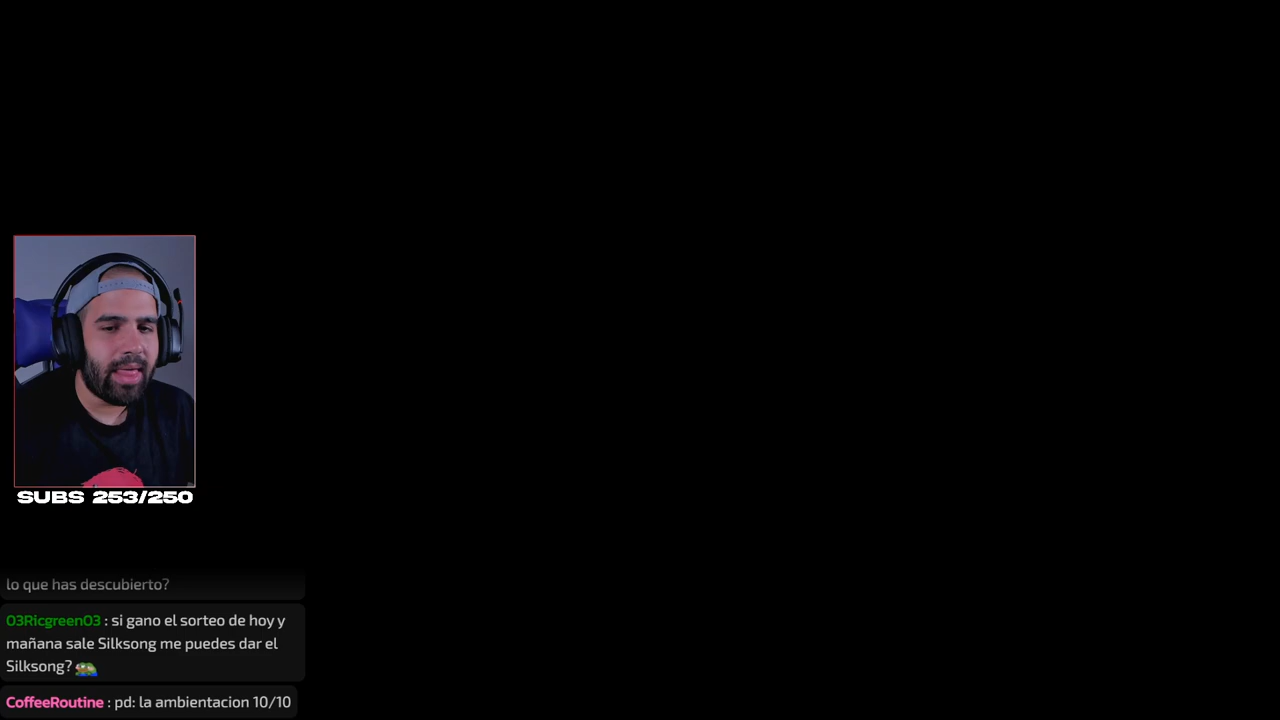 SUBS 253/250
lo que has descubierto?
03Ricgreen03 : si gano el sorteo de hoy y
mañana sale Silksong me puedes dar el
Silksong?
CoffeeRoutine : pd: la ambientacion 10/10